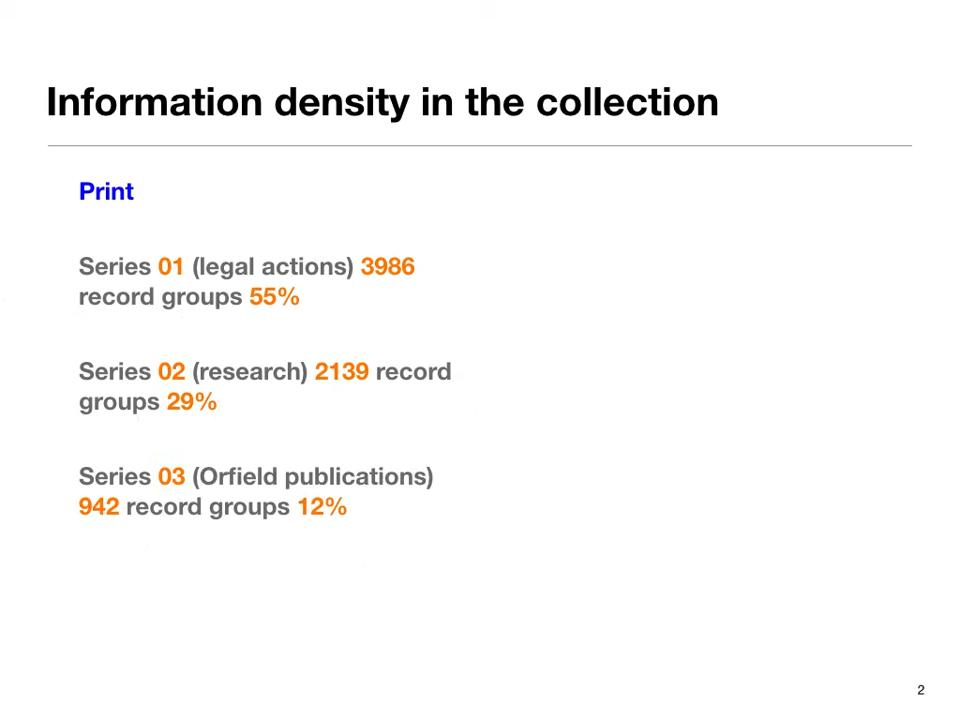 Information density in the collection
Print
Series 01 (legal actions) 3986
record groups 55%
Series 02 (research) 2139 record
groups 29%
Series 03 (Orfield publications)
942 record groups 12%
2